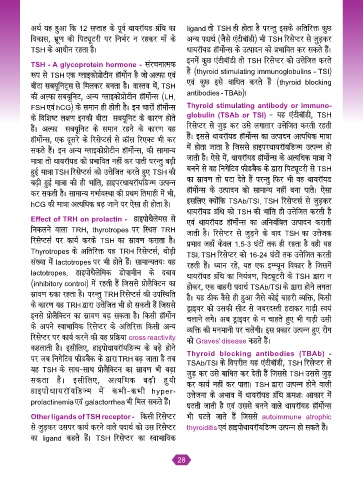 अर्थ यह हुआ कि 12 सप्ताह के पूर्व थायरॉयड ग्रंथि का
विकास, भ्रूण की पिट्यूटरी पर निर्भर न रहकर माँ के
TSH के आधीन रहता है।
TSH - A glycoprotein hormone - संरचनात्मक
रूप से TSH एक ग्लाइकोप्रोटीन हॉर्मोन है जो अल्फा एवं
बीटा सबयूनिट्स से मिलकर बनता है। वास्तव में, TSH
की अल्फा सबयूनिट, अन्य ग्लाइकोप्रोटीन हॉर्मोन्स (LH,
FSH एवं hCG) के समान ही होती है। इन चारों हॉर्मोन्स
के विशिष्ट लक्षण इनकी बीटा सबयूनिट के कारण होते
हैं। अल्फा सबयूनिट के समान रहने के कारण यह
हॉर्मोन्स, एक दूसरे के रिसेप्टर्स से क्रॉस रिएक्ट भी कर
सकते हैं। इन अन्य ग्लाइकोप्रोटीन हॉर्मोन्स, की सामान्य
मात्रा तो थायरॉयड को प्रभावित नहीं कर पाती परन्तु बढ़ी
हुई मात्रा TSH रिसेप्टर्स को उत्तेजित करते हुए TSH की
बढ़ी हुई मात्रा की ही भांति, हाइपरथायरॉयडिज्म उत्पन्न
कर सकती है। सामान्य गर्भावस्था की प्रथम तिमाही में भी,
hCG की मात्रा अत्यधिक बढ़ जाने पर ऐसा ही होता है।
Effect of TRH on prolactin - हाइपोथैलेमस से
निकलने वाला TRH, thyrotropes पर स्थित TRH
रिसेप्टर्स पर कार्य करके TSH का स्रावण कराता है।
Thyrotropes के अतिरिक्त यह TRH रिसेप्टर्स, थोड़ी
संख्या में lactotropes पर भी होते हैं। सामान्यतः यह
lactotropes, हाइपोथैलेमिक डोपामीन के दबाव
(inhibitory control) में रहती हैं जिससे प्रोलैक्टिन का
स्रावण रुका रहता है। परन्तु TRH रिसेप्टर्स की उपस्थिति
के कारण यह TRH द्वारा उत्तेजित भी हो सकती हैं जिससे
इनसे प्रोलैक्टिन का स्रावण बढ़ सकता है। किसी हॉर्मोन
के अपने स्वाभाविक रिसेप्टर के अतिरिक्त किसी अन्य
रिसेप्टर पर कार्य करने की यह प्रक्रिया cross reactivity
कहलाती है। इसीलिए, हाइपोथायरॉयडिज्म के बढ़े होने
पर जब निगेटिव फीडबैक के द्वारा TRH बढ़ जाता है तब
यह TSH के साथ-साथ प्रोलैक्टिन का स्रावण भी बढ़ा
सकता है। इसीलिए, अत्यधिक बढ़ी हुयी
हाइपोथायरॉयडिज्म में कभी-कभी hyper-
prolactinemia एवं galactorrhea भी मिल सकते हैं।
Other ligands of TSH receptor - किसी रिसेप्टर
से जुड़कर उसपर कार्य करने वाले पदार्थ को उस रिसेप्टर
का ligand कहते हैं। TSH रिसेप्टर का स्वाभाविक
ligand तो TSH ही होता है परन्तु इसके अतिरिक्त कुछ
अन्य पदार्थ (जैसे एंटीबॉडी) भी TSH रिसेप्टर से जुड़कर
थायरॉयड हॉर्मोन्स के उत्पादन को प्रभावित कर सकते हैं।
इनमें कुछ एंटीबॉडी तो TSH रिसेप्टर को उत्तेजित करते
हैं (thyroid stimulating immunoglobulins - TSI)
एवं कुछ इसे बाधित करते हैं (thyroid blocking
antibodies - TBAb)।
Thyroid stimulating antibody or immuno-
globulin (TSAb or TSI) - यह एंटीबॉडी, TSH
रिसेप्टर से जुड़ कर उसे लगातार उत्तेजित करती रहती
हैं। इससे थायरॉयड हॉर्मोन्स का उत्पादन अत्यधिक मात्रा
में होता जाता है जिससे हाइपरथायरॉयडिज्म उत्पन्न हो
जाती है। ऐसे में, थायरॉयड हॉर्मोन्स के अत्यधिक मात्रा में
बनने से यह निगेटिव फीडबैक के द्वारा पिट्यूटरी से TSH
का स्रावण तो घटा देते हैं परन्तु फिर भी वह थायरॉयड
हॉर्मोन्स के उत्पादन को सामान्य नहीं बना पाते। ऐसा
इसलिए क्योंकि TSAb/TSI, TSH रिसेप्टर्स से जुड़कर
थायरॉयड ग्रंथि को TSH की भांति ही उत्तेजित करती है
एवं थायरॉयड हॉर्मोन्स का अनियंत्रित उत्पादन कराती
जाती है। रिसेप्टर से जुड़ने के बाद TSH का उत्तेजक
प्रभाव जहाँ केवल 1.5-3 घंटों तक ही रहता है वहीं यह
TSI, TSH रिसेप्टर को 16-24 घंटों तक उत्तेजित करती
रहती है। ध्यान रहे, यह एक इम्यून विकार है जिसमें
थायरॉयड ग्रंथि का नियंत्रण, पिट्यूटरी के TSH द्वारा न
होकर, एक बाहरी पदार्थ TSAb/TSI के द्वारा होने लगता
है। यह ठीक वैसे ही हुआ जैसे कोई बाहरी व्यक्ति, किसी
ड्राइवर को उसकी सीट से जबरदस्ती हटाकर गाड़ी स्वयं
चलाने लगे। अब ड्राइवर के न चाहते हुए भी गाड़ी उसी
व्यक्ति की मनमानी पर चलेगी। इस प्रकार उत्पन्न हुए रोग
को Graves' disease कहते हैं।
Thyroid blocking antibodies (TBAb) -
TSAb/TSI के विपरीत यह एंटीबॉडी, TSH रिसेप्टर से
जुड़ कर उसे बाधित कर देती हैं जिससे TSH उससे जुड़
कर कार्य नहीं कर पाता। TSH द्वारा उत्पन्न होने वाली
उत्तेजना के अभाव में थायरॉयड ग्रंथि क्रमशः आकार में
घटती जाती है एवं उससे बनने वाले थायरॉयड हॉर्मोन्स
भी घटते जाते हैं जिससे autoimmune atrophic
thyroiditis एवं हाइपोथायरॉयडिज्म उत्पन्न हो सकते हैं।
28